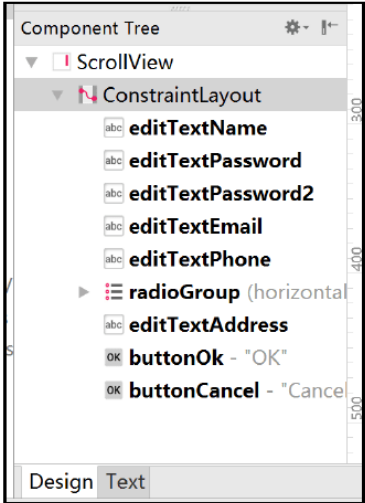 Component Tree
ScrollView
ConstraintLayout
abc editTextName
abc editTextPassword
abc editTextPassword2
abc editTextEmail
abc editTextPhone
radioGroup (horizontal
abc editTextAddress
OK buttonOk - "OK"
OK buttonCancel - "Cancel
Design Text
300
400
500